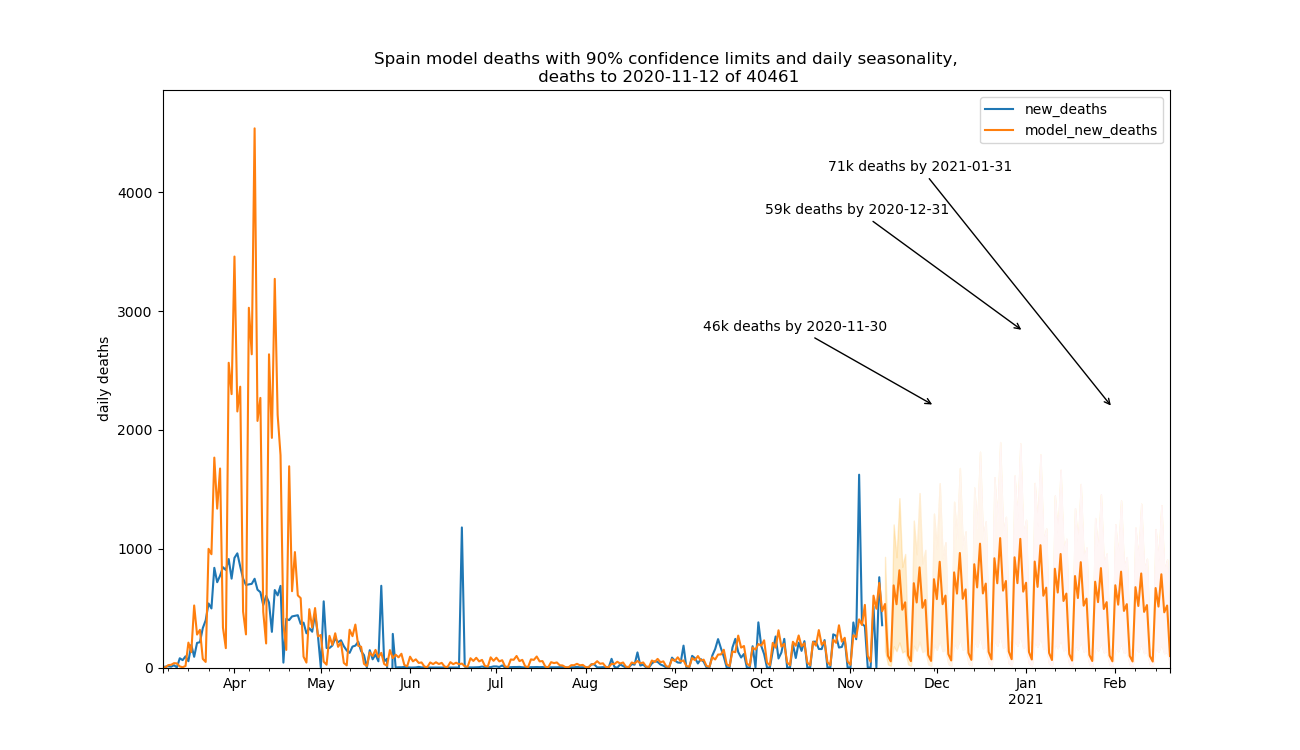 Spain model deaths with 90% confidence limits and daily seasonality,
deaths to 2020-11-12 of 40461
new_deaths
model_new_deaths
71k deaths by 2021-01-31
59k deaths by 2020-12-31
46k deaths by 2020-11-30
daily deaths
4000
3000
2000
1000
0
Apr May Jun Jul Aug Sep Oct Nov Dec Jan Feb
2021